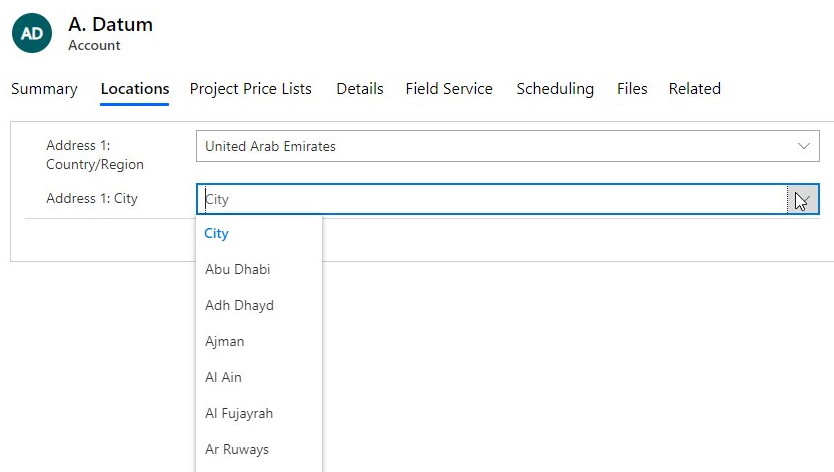 AD
A. Datum
Account
Summary Locations Project Price Lists Details Field Service Scheduling Files Related
Address 1:
Country/Region
United Arab Emirates
Address 1: City
City
City
Abu Dhabi
Adh Dhayd
Ajman
Al Ain
Al Fujayrah
Ar Ruways